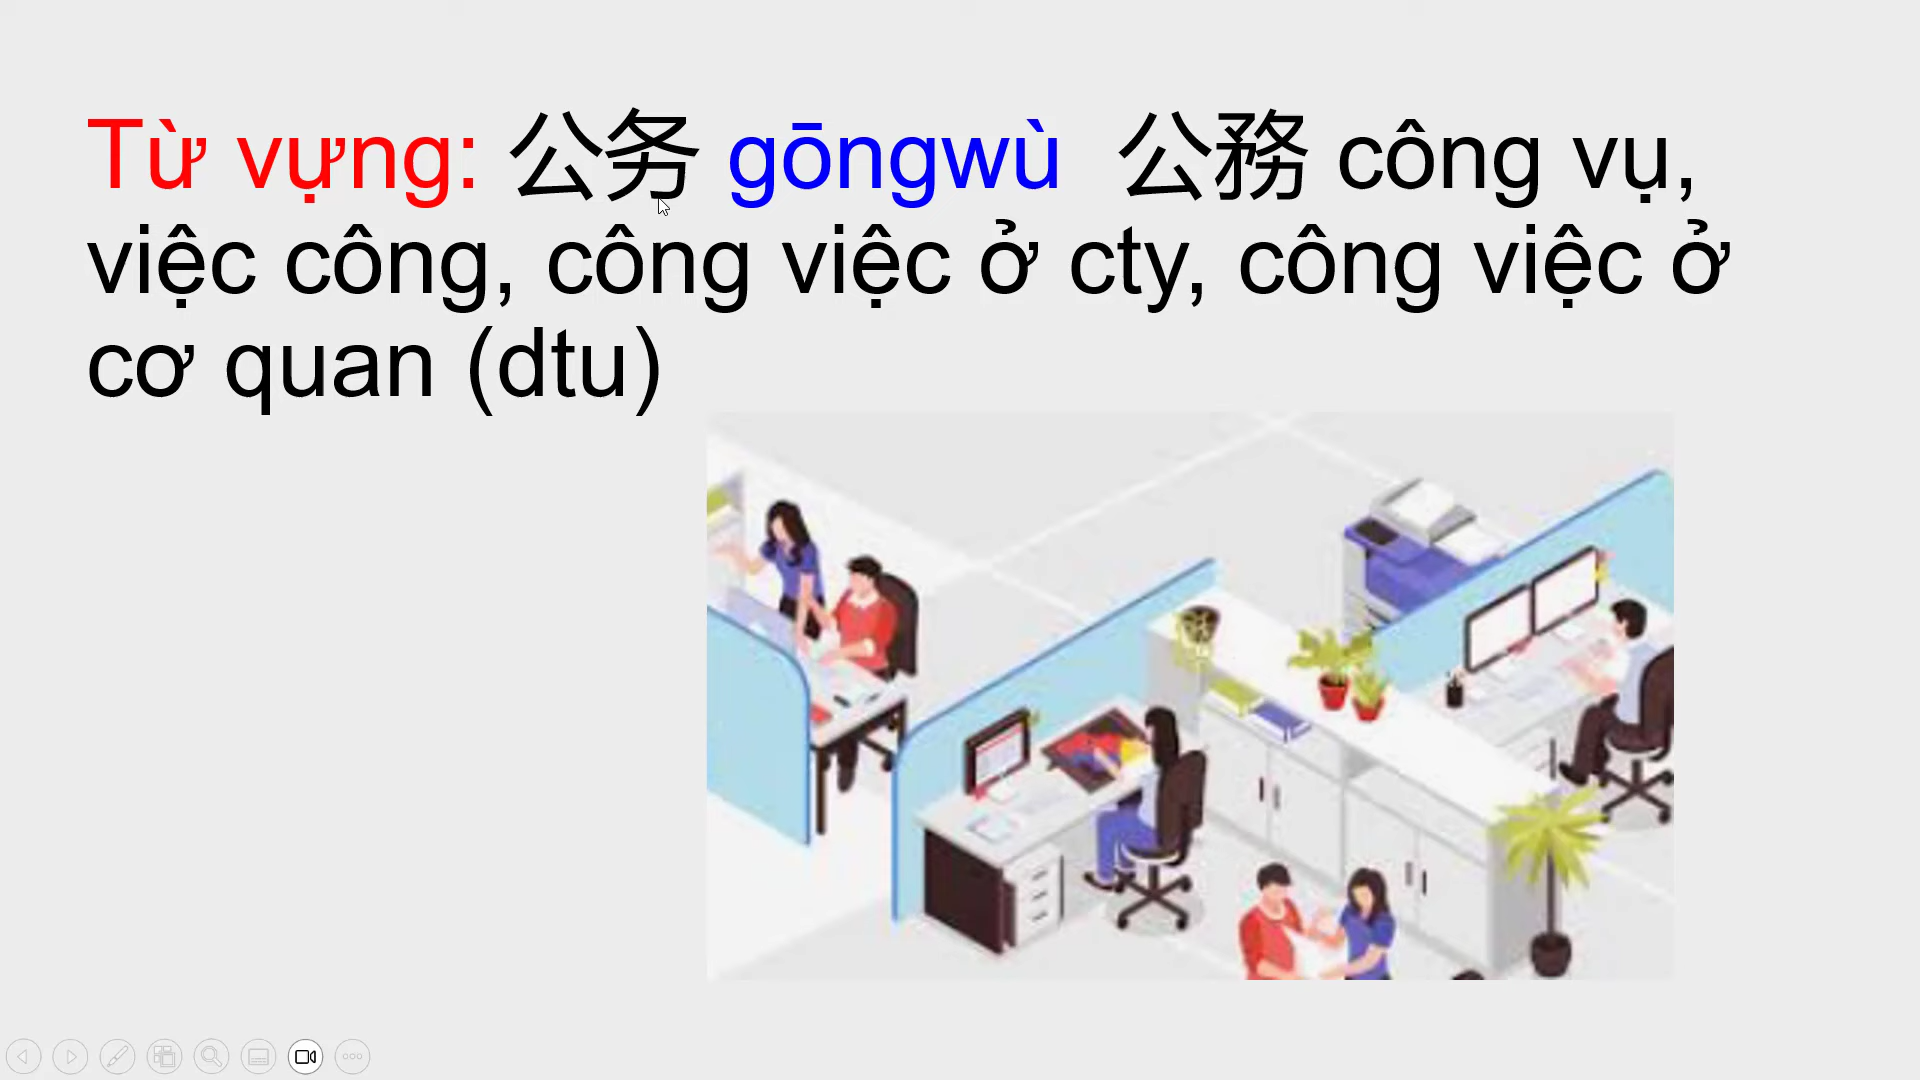 Từ vựng: 公务 gōngwù 公務 công vụ,
việc công, công việc ở cty, công việc ở
cơ quan (dtu)